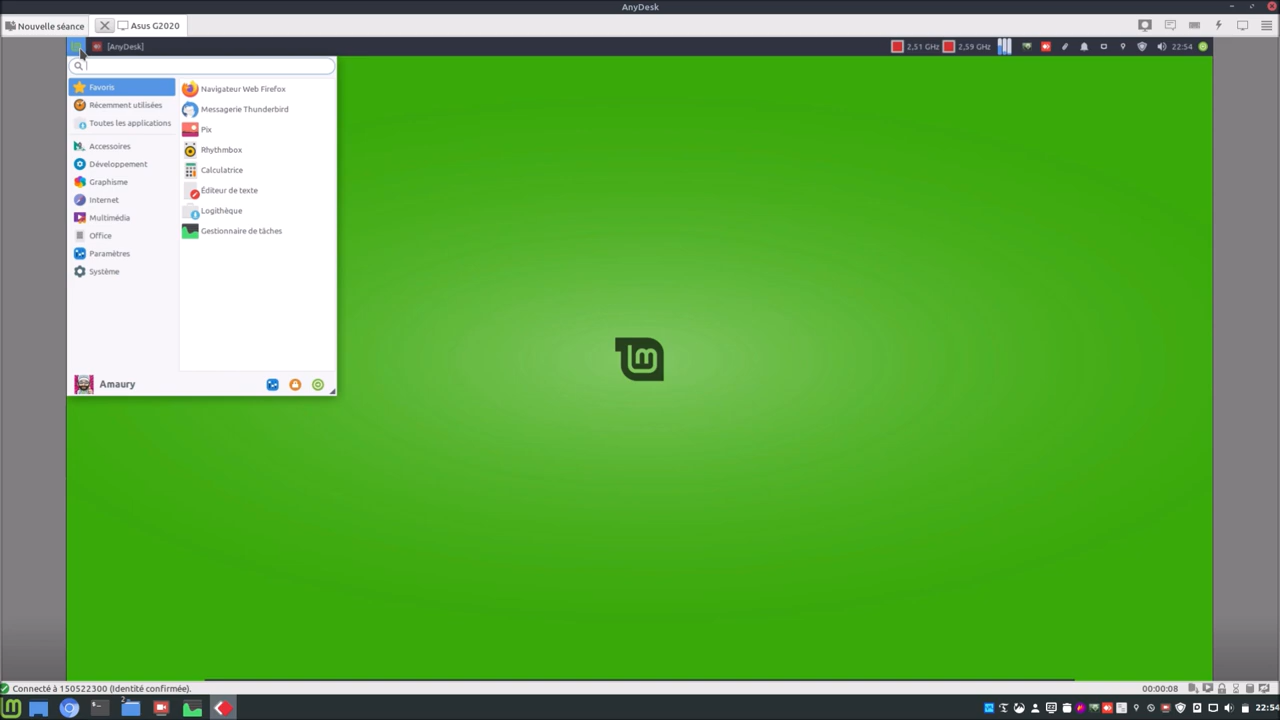 AnyDesk
Nouvelle séance
Asus G2020
[AnyDesk]
2,51 GHz
2,59 GHz
22:54
Favoris
Récemment utilisées
Toutes les applications
Accessoires
Développement
Graphisme
Internet
Multimédia
Office
Paramètres
Système
Navigateur Web Firefox
Messagerie Thunderbird
Pix
Rhythmbox
Calculatrice
Éditeur de texte
Logithèque
Gestionnaire de tâches
Amaury
Connecté à 150522300 (Identité confirmée).
00:00:08
2
22:54